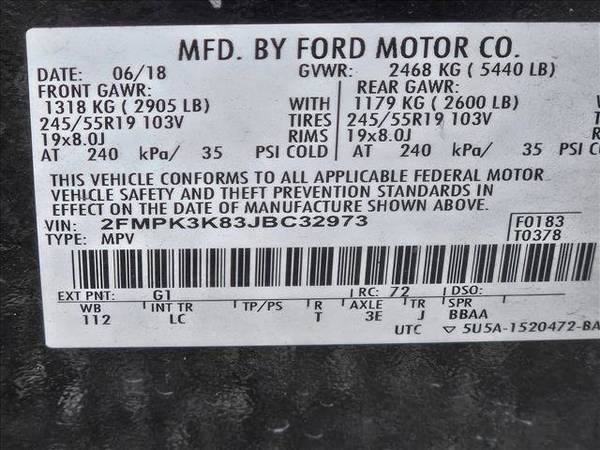 MFD. BY FORD MOTOR CO.
DATE: 06/18 GVWR: 2468 KG ( 5440 LB)
FRONT GAWR: REAR GAWR:
1318 KG ( 2905 LB) WITH 1179 KG ( 2600 LB)
245/55R19 103V TIRES 245/55R19 103V
19x8.0J RIMS 19x8.0J
AT 240 kPa/ 35 PSI COLD AT 240 kPa/ 35 PSI C
THIS VEHICLE CONFORMS TO ALL APPLICABLE FEDERAL MOTOR
VEHICLE SAFETY AND THEFT PREVENTION STANDARDS IN
EFFECT ON THE DATE OF MANUFACTURE SHOWN ABOVE.
VIN: 2FMPK3K83JBC32973 F0183
TYPE: MPV T0378
EXT PNT: G1 RC: 72 DSO:
WB INT TR TP/PS R AXLE TR SPR
112 LC T 3E J BBAA
UTC 5U5A-1520472-BA